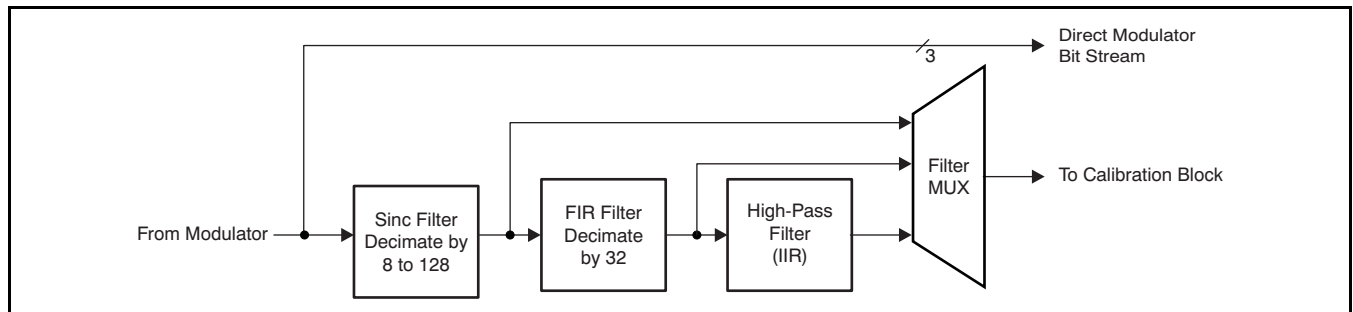 Direct Modulator
Bit Stream
3
Filter
MUX
To Calibration Block
From Modulator
Sinc Filter
Decimate by
8 to 128
FIR Filter
Decimate
by 32
High-Pass
Filter
(IIR)